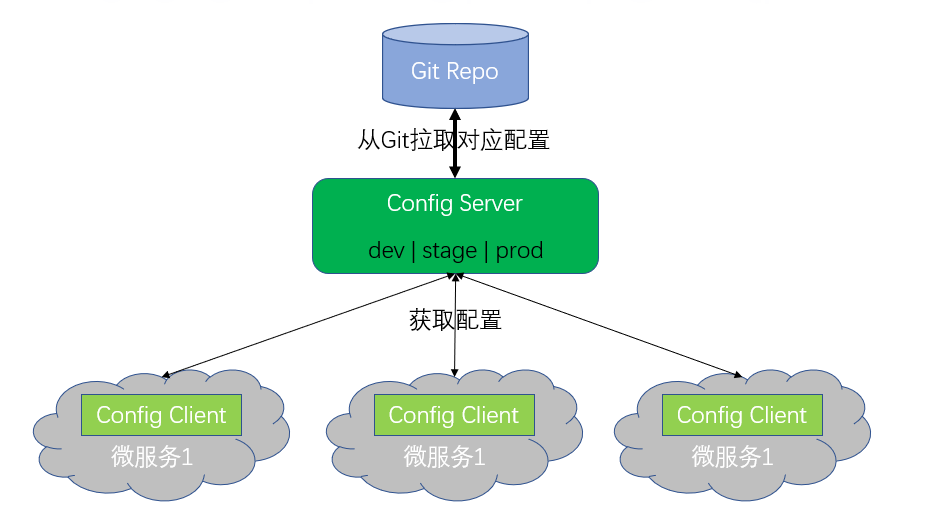 Git Repo
从Git拉取对应配置
Config Server
dev | stage | prod
获取配置
Config Client
微服务1
Config Client
微服务1
Config Client
微服务1